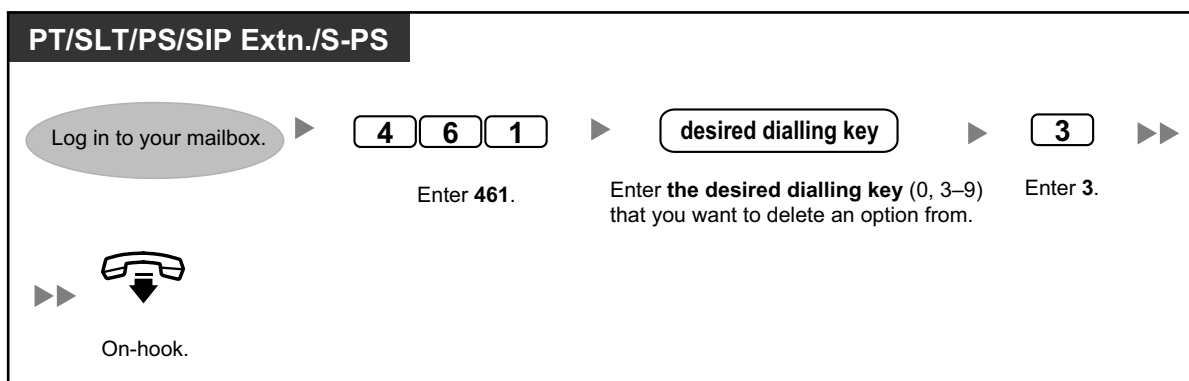 PT/SLT/PS/SIP Extn./S-PS
Log in to your mailbox.
4 6 1
desired dialling key
3
Enter 461.
Enter the desired dialling key (0, 3–9)
that you want to delete an option from.
Enter 3.
On-hook.